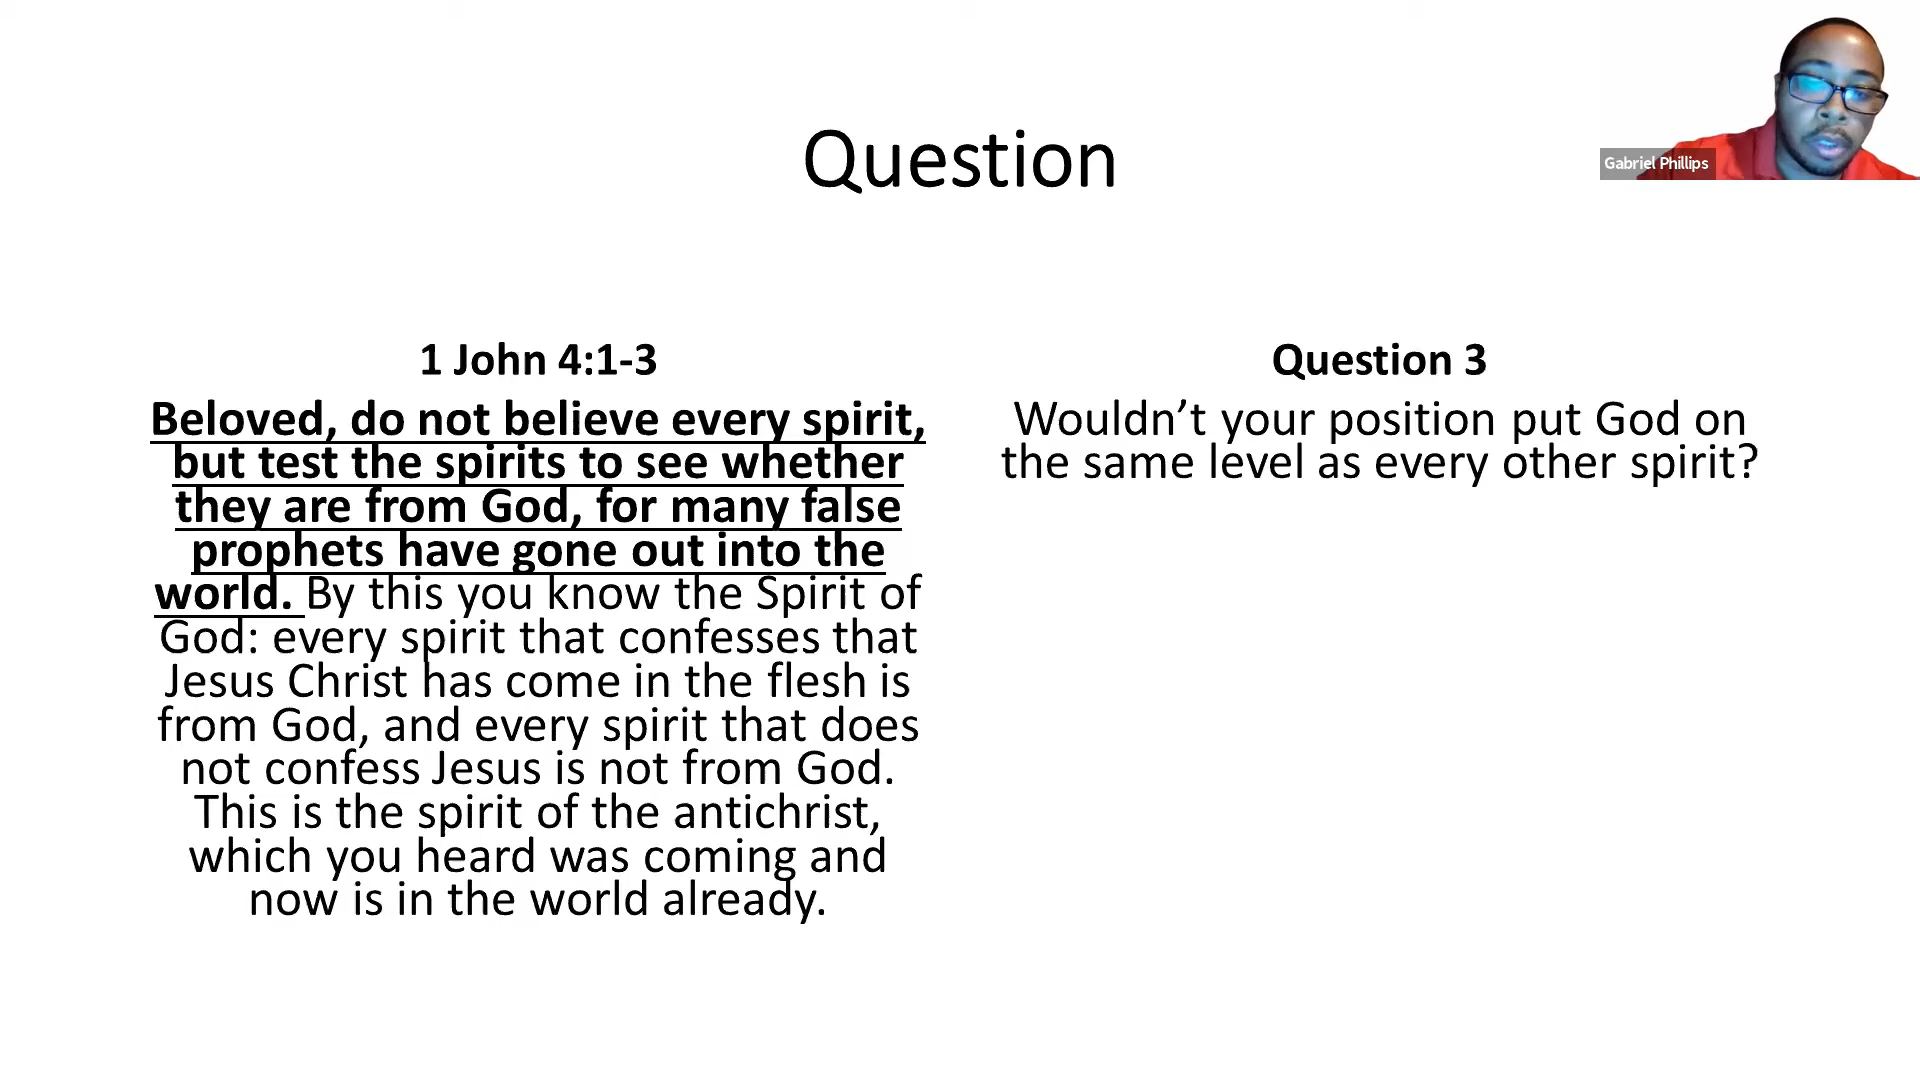 Question
Gabriel Phillips
1 John 4:1-3
Beloved, do not believe every spirit,
but test the spirits to see whether
they are from God, for many false
prophets have gone out into the
world. By this you know the Spirit of
God: every spirit that confesses that
Jesus Christ has come in the flesh is
from God, and every spirit that does
not confess Jesus is not from God.
This is the spirit of the antichrist,
which you heard was coming and
now is in the world already.
Question 3
Wouldn’t your position put God on
the same level as every other spirit?